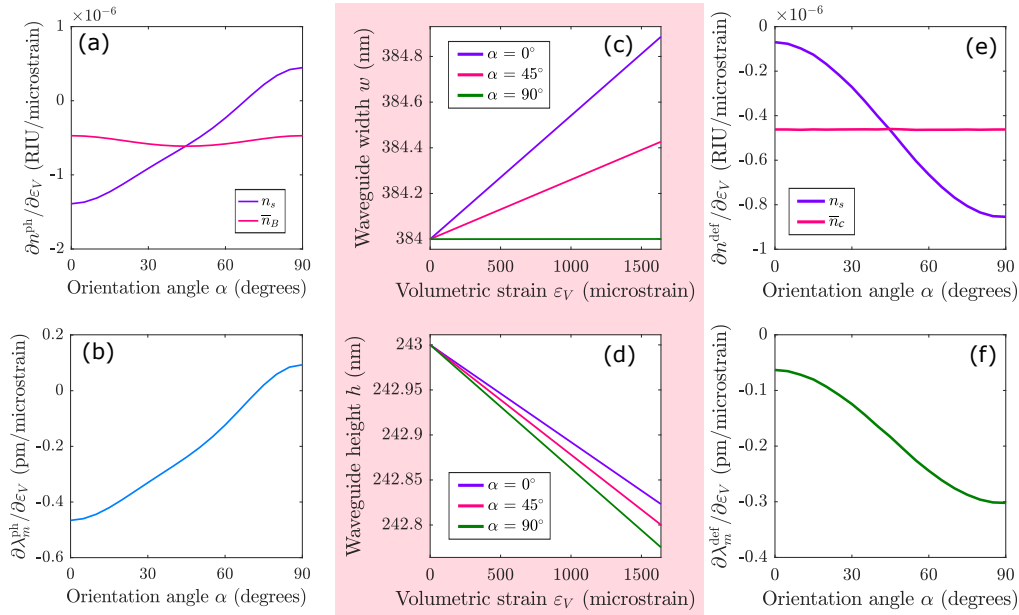 (a)
×10⁻⁶
0
-1
-2
0
30
60
90
∂n^ph/∂ε_V (RIU/microstrain)
Orientation angle α (degrees)
n_s
n̅_B
(c)
384.8
384.6
384.4
384.2
384
0
500
1000
1500
Waveguide width w (nm)
Volumetric strain ε_V (microstrain)
α = 0°
α = 45°
α = 90°
(e)
×10⁻⁶
0
-0.2
-0.4
-0.6
-0.8
-1
0
30
60
90
∂n^def/∂ε_V (RIU/microstrain)
Orientation angle α (degrees)
n_s
n̅_c
(b)
0.2
0
-0.2
-0.4
-0.6
0
30
60
90
∂λ_m^ph/∂ε_V (pm/microstrain)
Orientation angle α (degrees)
(d)
243
242.95
242.9
242.85
242.8
0
500
1000
1500
Waveguide height h (nm)
Volumetric strain ε_V (microstrain)
α = 0°
α = 45°
α = 90°
(f)
0
-0.1
-0.2
-0.3
-0.4
0
30
60
90
∂λ_m^def/∂ε_V (pm/microstrain)
Orientation angle α (degrees)